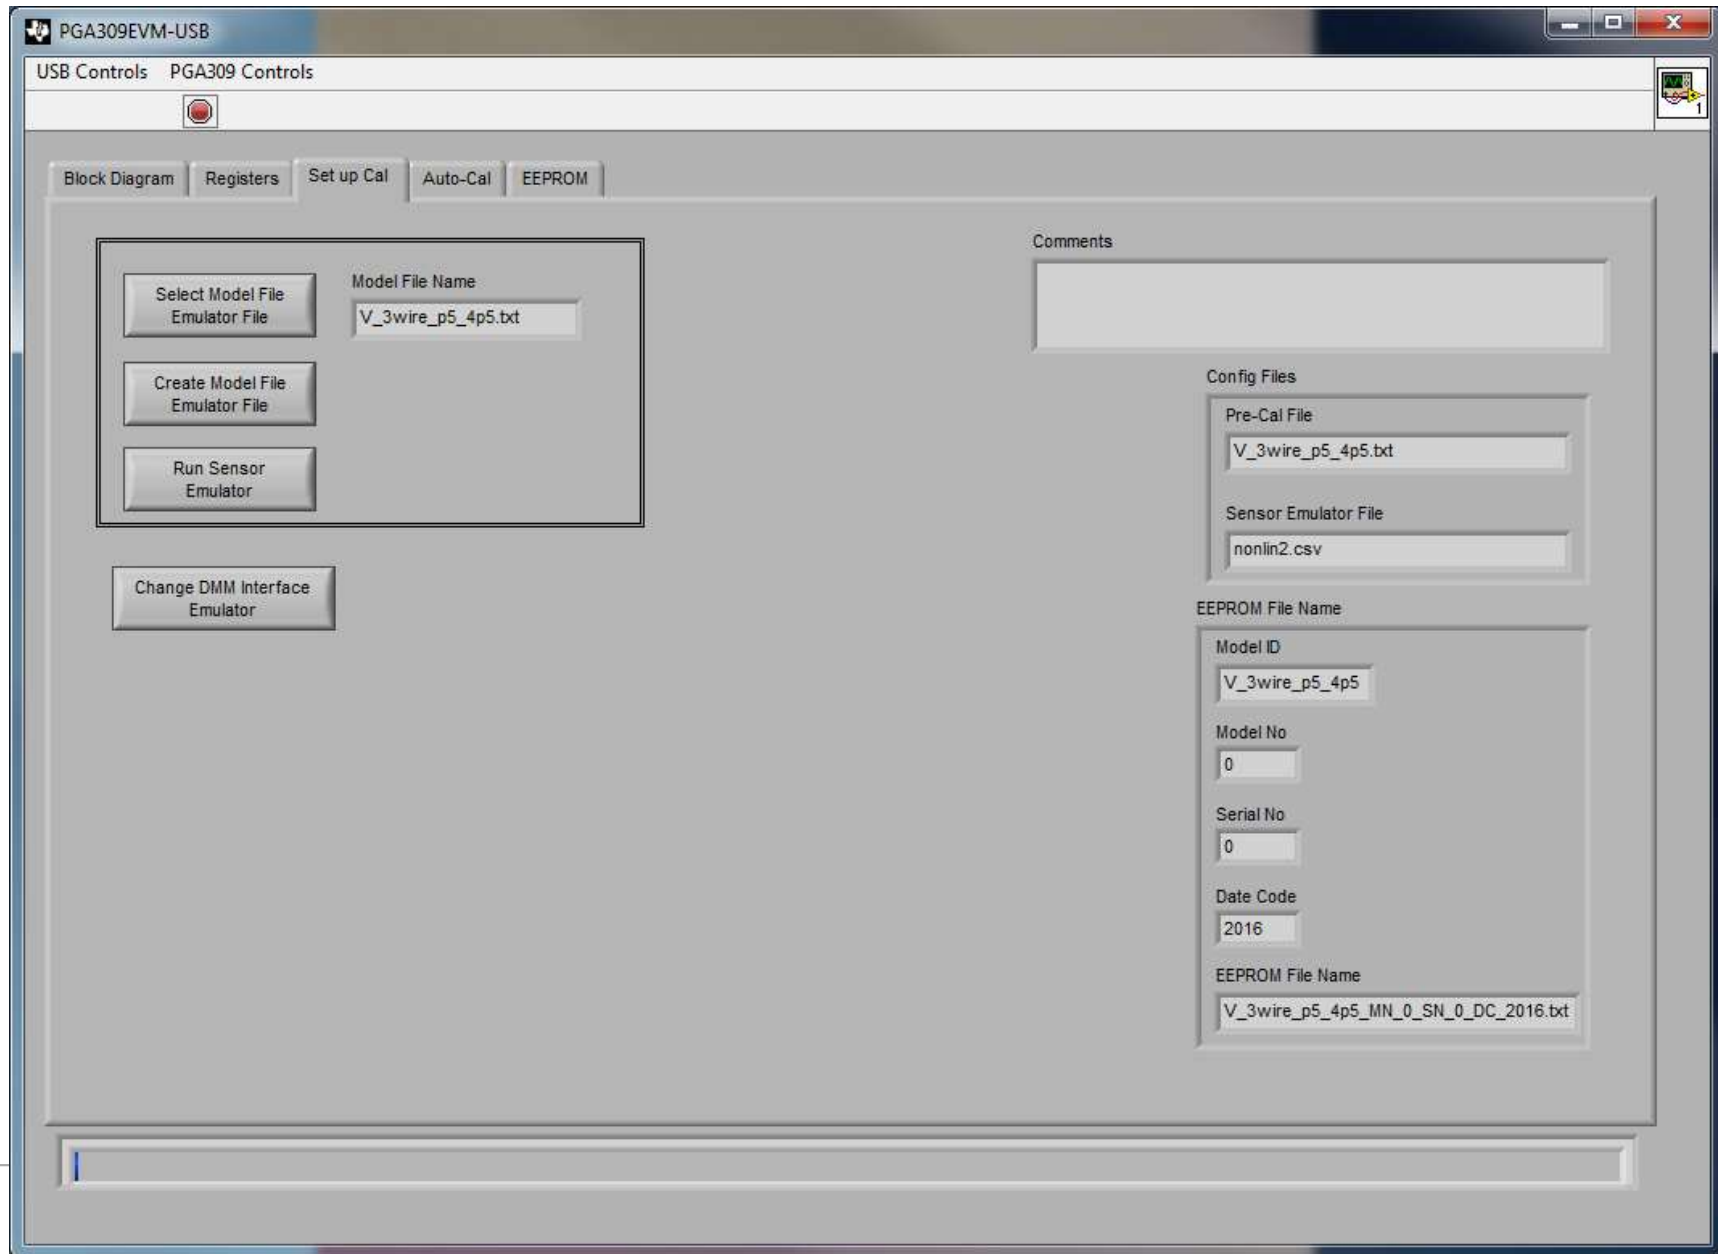 PGA309EVM-USB
USB Controls PGA309 Controls
1
Block Diagram Registers Set up Cal Auto-Cal EEPROM
Select Model File
Emulator File
Model File Name
V_3wire_p5_4p5.txt
Create Model File
Emulator File
Run Sensor
Emulator
Change DMM Interface
Emulator
Comments
Config Files
Pre-Cal File
V_3wire_p5_4p5.txt
Sensor Emulator File
nonlin2.csv
EEPROM File Name
Model ID
V_3wire_p5_4p5
Model No
0
Serial No
0
Date Code
2016
EEPROM File Name
V_3wire_p5_4p5_MN_0_SN_0_DC_2016.txt